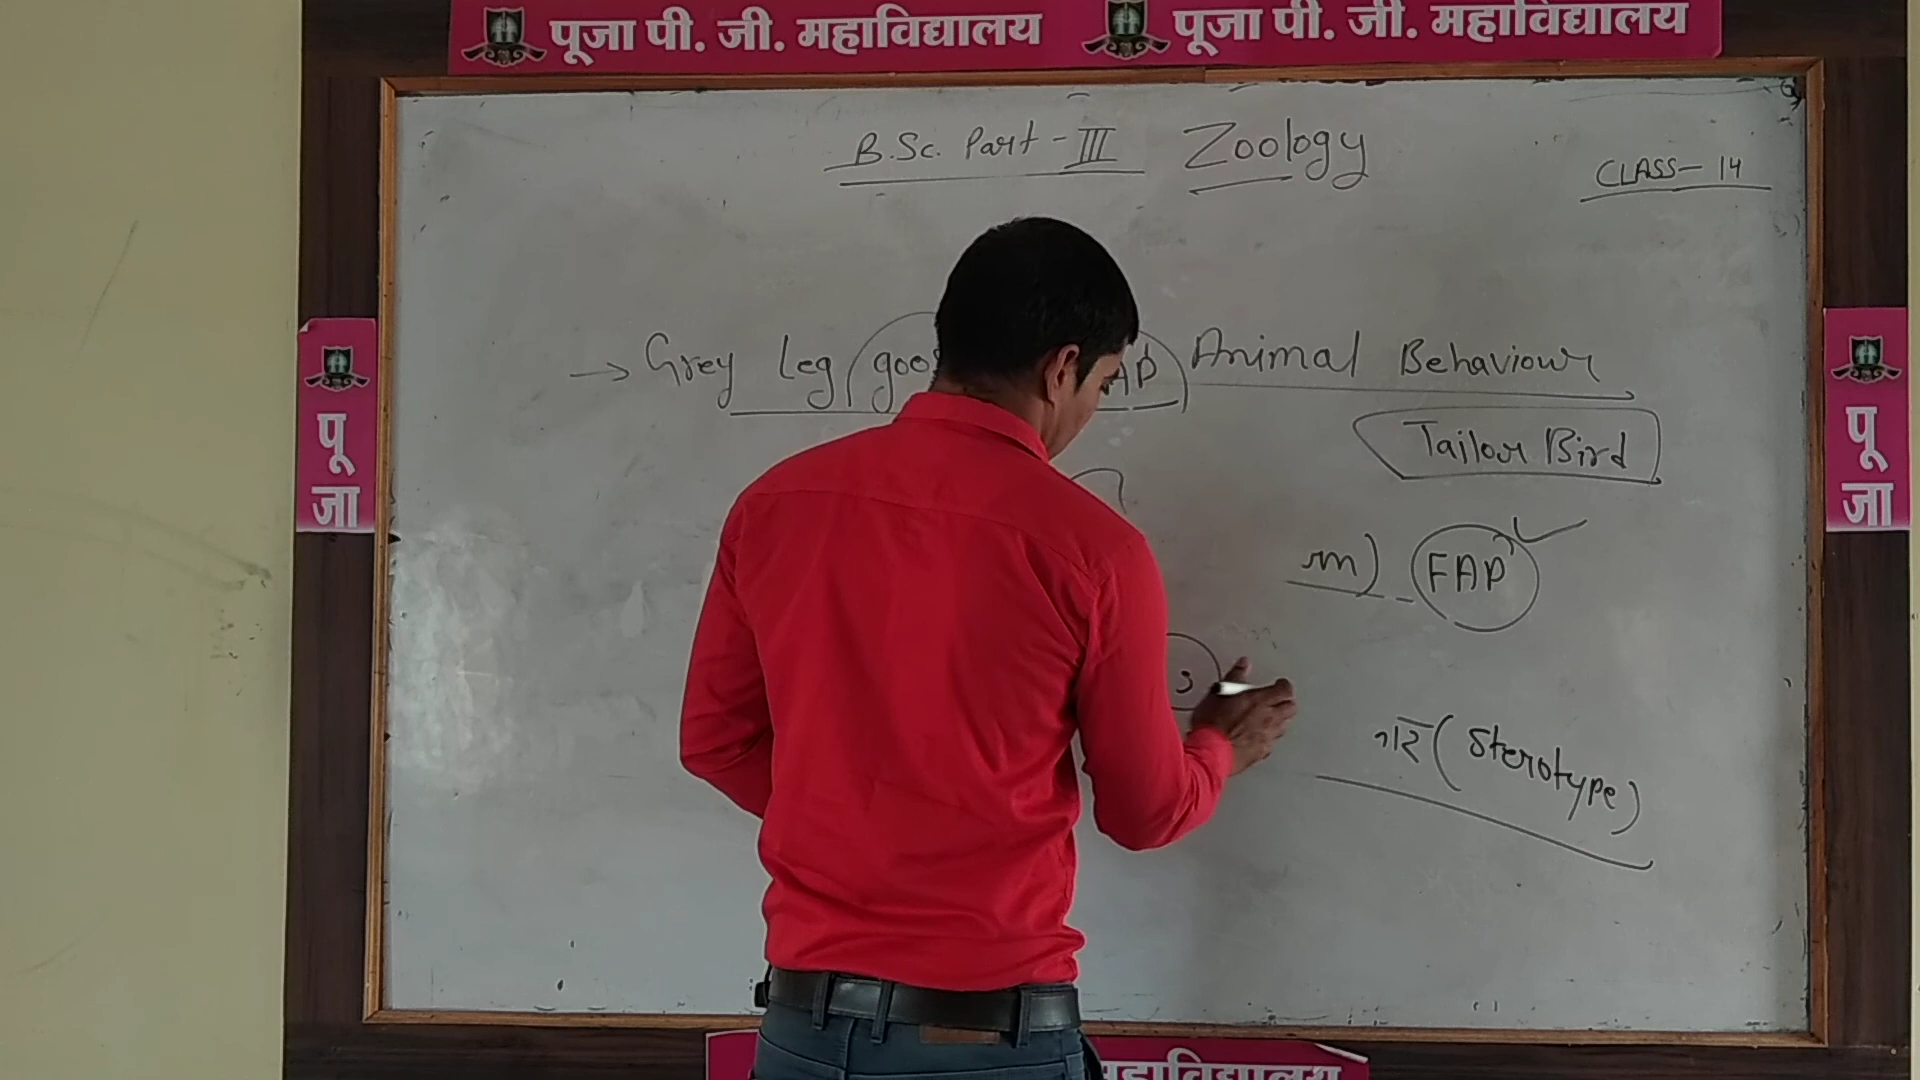 पूजा पी. जी. महाविद्यालय पूजा पी. जी. महाविद्यालय
B.Sc. Part - III Zoology
CLASS - 14
→ Grey leg Animal Behaviour
Tailor Bird
FAP
(Sterotype)
पूजा
पूजा